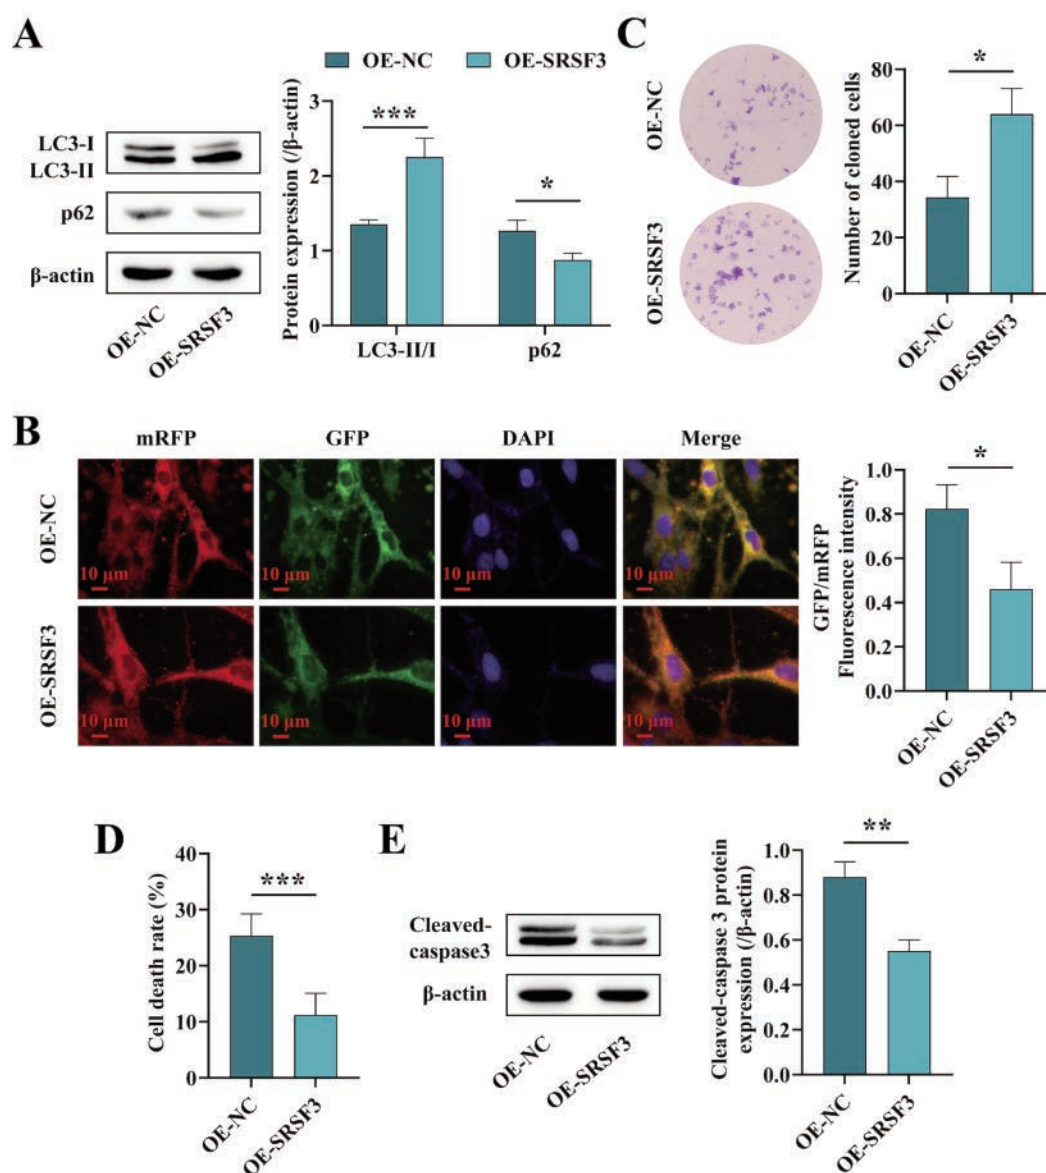 A
OE-NC
OE-SRSF3
LC3-I
LC3-II
p62
β-actin
OE-NC
OE-SRSF3
Protein expression (/β-actin)
3
2
1
0
***
*
LC3-II/I
p62
C
OE-NC
OE-SRSF3
Number of cloned cells
80
60
40
20
0
*
OE-NC
OE-SRSF3
B
mRFP
GFP
DAPI
Merge
OE-NC
10 μm
10 μm
10 μm
10 μm
OE-SRSF3
10 μm
10 μm
10 μm
10 μm
GFP/mRFP
Fluorescence intensity
1.0
0.8
0.6
0.4
0.2
0.0
*
OE-NC
OE-SRSF3
D
Cell death rate (%)
40
30
20
10
0
***
OE-NC
OE-SRSF3
E
Cleaved-
caspase3
β-actin
OE-NC
OE-SRSF3
Cleaved-caspase 3 protein
expression (/β-actin)
1.0
0.8
0.6
0.4
0.2
0.0
**
OE-NC
OE-SRSF3